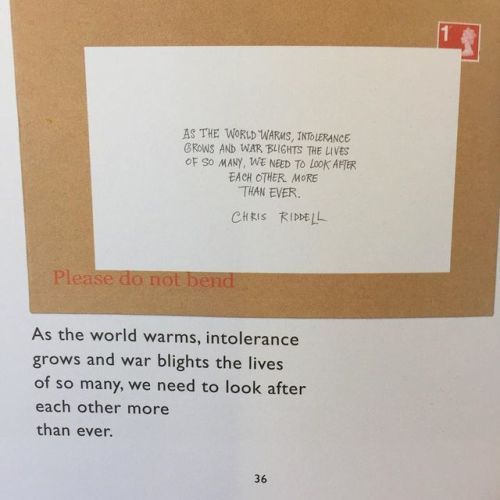 1
AS THE WORLD WARMS, INTOLERANCE
GROWS AND WAR BLIGHTS THE LIVES
OF SO MANY, WE NEED TO LOOK AFTER
EACH OTHER MORE
THAN EVER.
CHRIS RIDDELL
Please do not bend
As the world warms, intolerance
grows and war blights the lives
of so many, we need to look after
each other more
than ever.
36